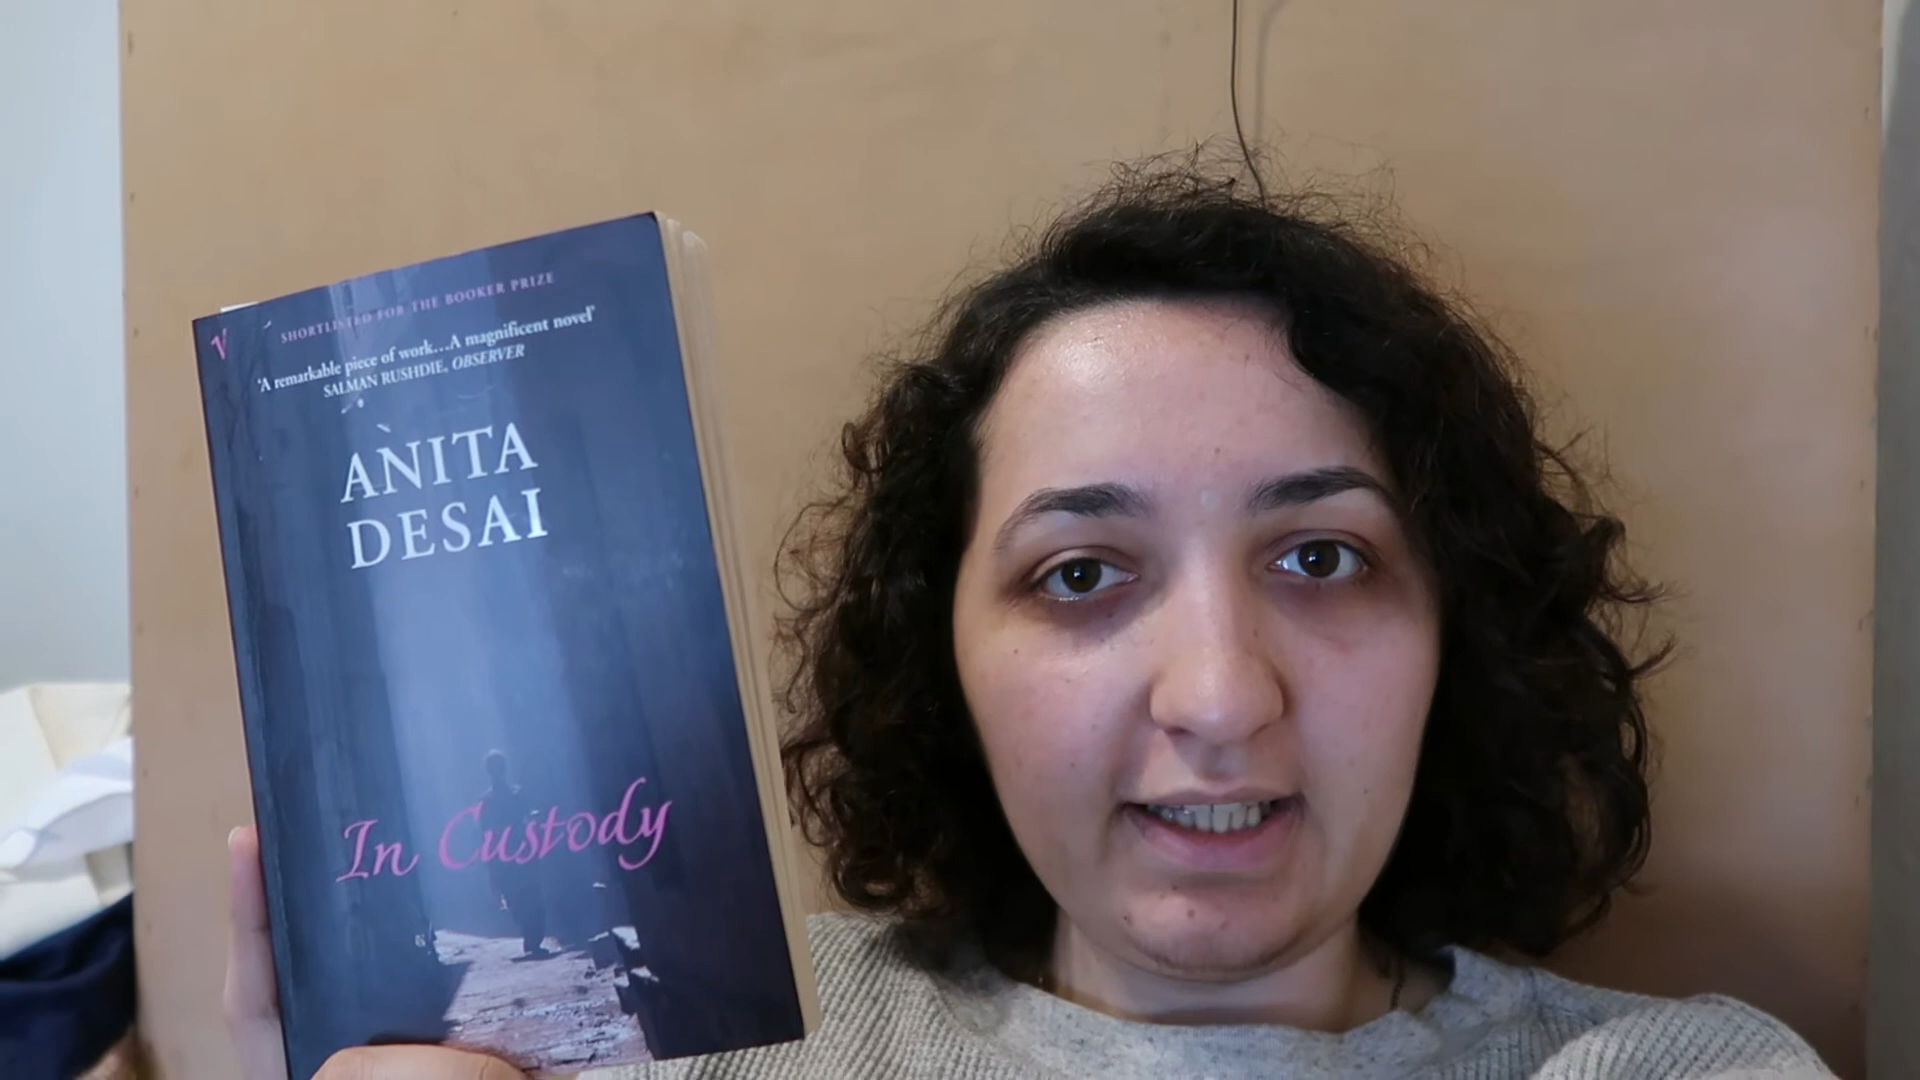 SHORTLISTED FOR THE BOOKER PRIZE
'A remarkable piece of work...A magnificent novel'
SALMAN RUSHDIE, OBSERVER
ANITA
DESAI
In Custody